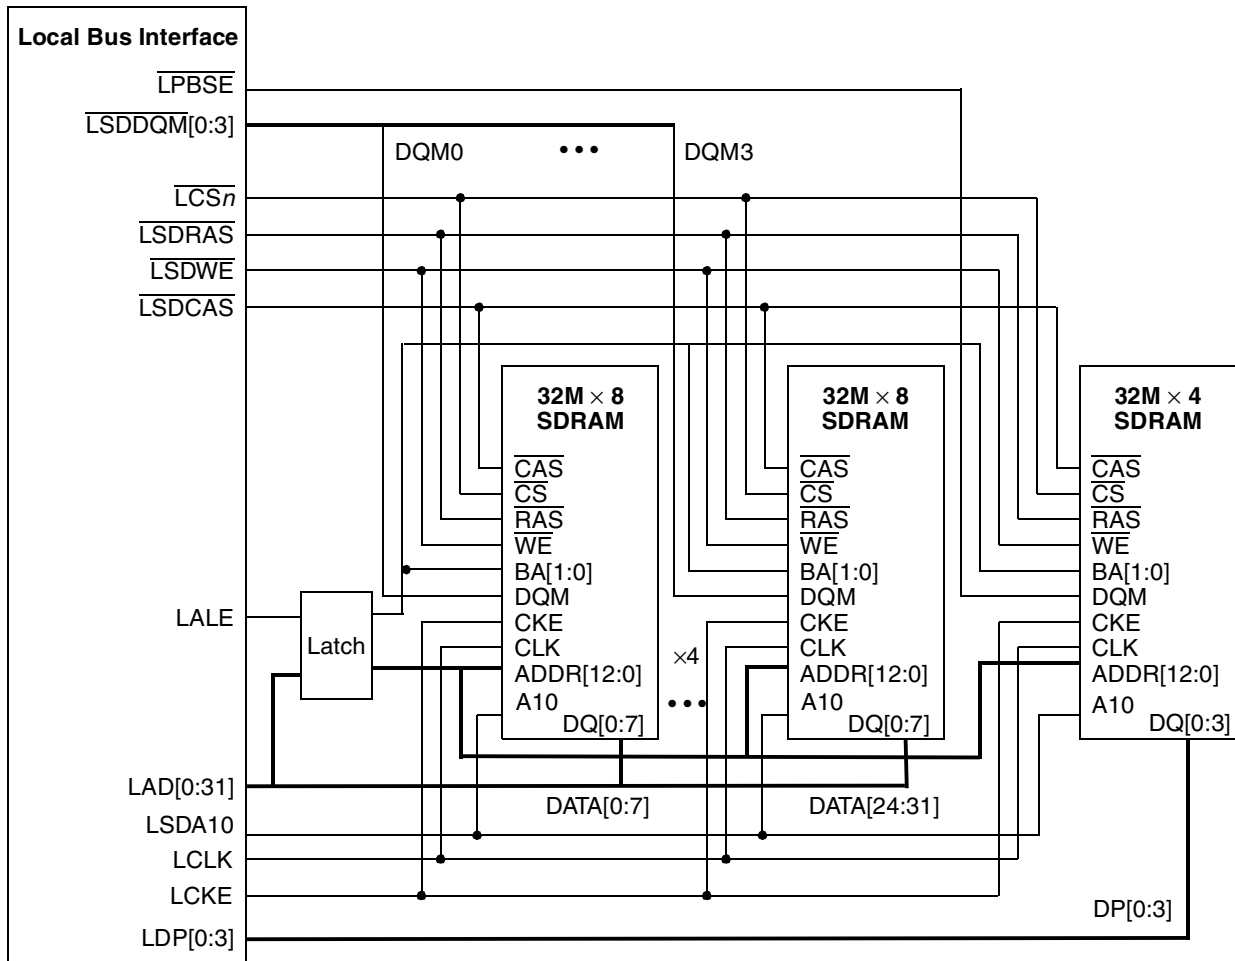 Local Bus Interface
LPBSE
LSDDQM[0:3]
DQM0
•••
DQM3
LCSn
LSDRAS
LSDWE
LSDCAS
LALE
LAD[0:31]
LSDA10
LCLK
LCKE
LDP[0:3]
Latch
32M × 8
SDRAM
CAS
CS
RAS
WE
BA[1:0]
DQM
CKE
CLK
ADDR[12:0]
A10
DQ[0:7]
×4
•••
32M × 8
SDRAM
CAS
CS
RAS
WE
BA[1:0]
DQM
CKE
CLK
ADDR[12:0]
A10
DQ[0:7]
32M × 4
SDRAM
CAS
CS
RAS
WE
BA[1:0]
DQM
CKE
CLK
ADDR[12:0]
A10
DQ[0:3]
DATA[0:7]
DATA[24:31]
DP[0:3]